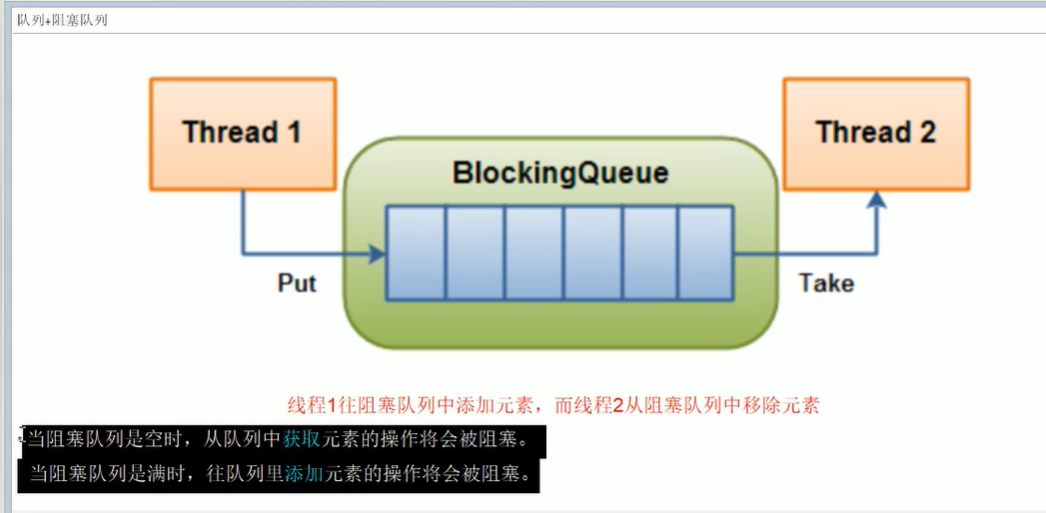 队列+阻塞队列
Thread 1
Thread 2
BlockingQueue
Put
Take
线程1往阻塞队列中添加元素，而线程2从阻塞队列中移除元素
当阻塞队列是空时，从队列中获取元素的操作将会被阻塞。
当阻塞队列是满时，往队列里添加元素的操作将会被阻塞。